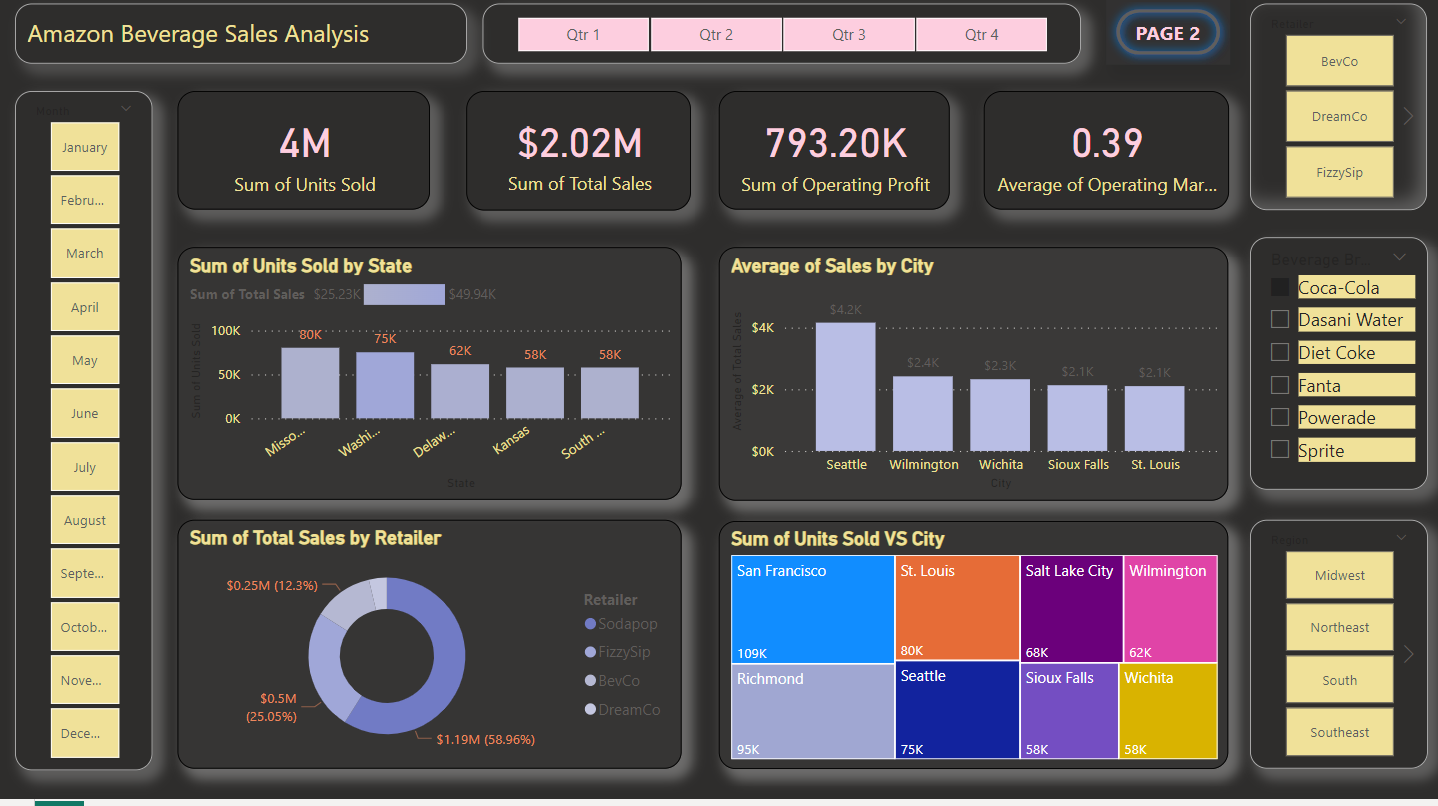 Amazon Beverage Sales Analysis
Qtr 1
Qtr 2
Qtr 3
Qtr 4
PAGE 2
Retailer
BevCo
DreamCo
FizzySip
Month
January
Febru...
March
April
May
June
July
August
Septe...
Octob...
Nove...
Dece...
4M
Sum of Units Sold
$2.02M
Sum of Total Sales
793.20K
Sum of Operating Profit
0.39
Average of Operating Mar...
Sum of Units Sold by State
Sum of Total Sales $25.23K $49.94K
Sum of Units Sold
100K
50K
0K
80K
75K
62K
58K
58K
Misso...
Washi...
Delaw...
Kansas
South ...
State
Average of Sales by City
Average of Total Sales
$4K
$2K
$0K
$4.2K
$2.4K
$2.3K
$2.1K
$2.1K
Seattle
Wilmington
Wichita
Sioux Falls
St. Louis
City
Beverage Br...
Coca-Cola
Dasani Water
Diet Coke
Fanta
Powerade
Sprite
Sum of Total Sales by Retailer
$0.25M (12.3%)
$0.5M
(25.05%)
$1.19M (58.96%)
Retailer
Sodapop
FizzySip
BevCo
DreamCo
Sum of Units Sold VS City
San Francisco
109K
Richmond
95K
St. Louis
80K
Seattle
75K
Salt Lake City
68K
Wilmington
62K
Sioux Falls
58K
Wichita
58K
Region
Midwest
Northeast
South
Southeast